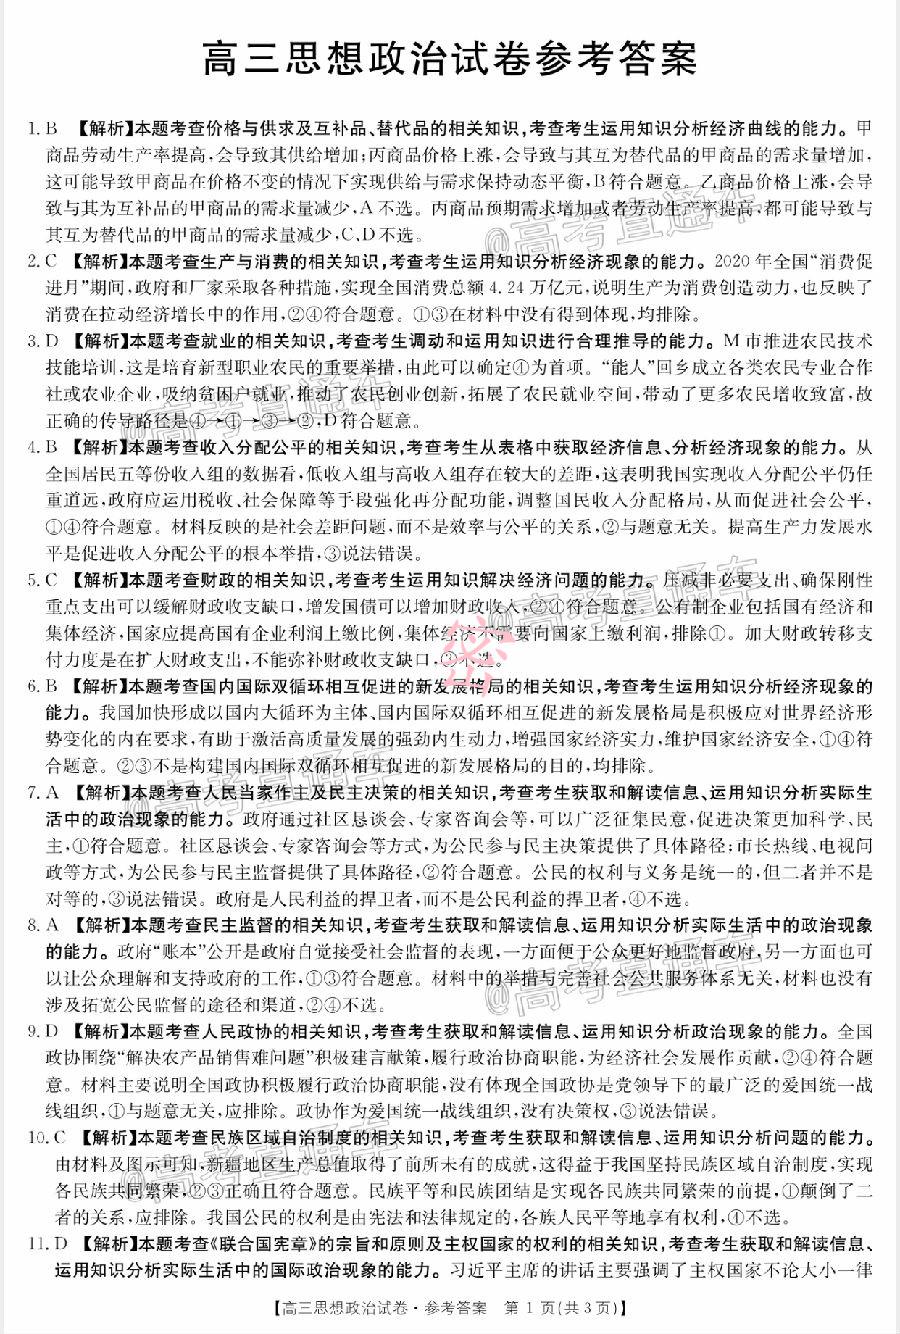 高三思想政治试卷参考答案
1. B 【解析】本题考查价格与供求及互补品、替代品的相关知识,考查考生运用知识分析经济曲线的能力。甲
商品劳动生产率提高,会导致其供给增加;丙商品价格上涨,会导致与其互为替代品的甲商品的需求量增加,
这可能导致甲商品在价格不变的情况下实现供给与需求保持动态平衡,B符合题意。乙商品价格上涨,会导
致与其为互补品的甲商品的需求量减少,A不选。丙商品预期需求增加或者劳动生产率提高,都可能导致与
其互为替代品的甲商品的需求量减少,C、D不选。
2. C 【解析】本题考查生产与消费的相关知识,考查考生运用知识分析经济现象的能力。2020年全国“消费促
进月”期间,政府和厂家采取各种措施,实现全国消费总额4.24万亿元,说明生产为消费创造动力,也反映了
消费在拉动经济增长中的作用,②④符合题意。①③在材料中没有得到体现,均排除。
3. D 【解析】本题考查就业的相关知识,考查考生调动和运用知识进行合理推导的能力。M市推进农民技术
技能培训,这是培育新型职业农民的重要举措,由此可以确定④为首项。“能人”回乡成立各类农民专业合作
社或农业企业,吸纳贫困户就业,推动了农民创业创新,拓展了农民就业空间,带动了更多农民增收致富,故
正确的传导路径是④→①→③→②,D符合题意。
4. B 【解析】本题考查收入分配公平的相关知识,考查考生从表格中获取经济信息、分析经济现象的能力。从
全国居民五等份收入组的数据看,低收入组与高收入组存在较大的差距,这表明我国实现收入分配公平仍任
重道远,政府应运用税收、社会保障等手段强化再分配功能,调整国民收入分配格局,从而促进社会公平,
①④符合题意。材料反映的是社会差距问题,而不是效率与公平的关系,②与题意无关。提高生产力发展水
平是促进收入分配公平的根本举措,③说法错误。
5. C 【解析】本题考查财政的相关知识,考查考生运用知识解决经济问题的能力。压减非必要支出、确保刚性
重点支出可以缓解财政收支缺口,增发国债可以增加财政收入,②④符合题意。公有制企业包括国有经济和
集体经济,国家应提高国有企业利润上缴比例,集体经济不需要向国家上缴利润,排除①。加大财政转移支
付力度是在扩大财政支出,不能弥补财政收支缺口,③不选。
6. B 【解析】本题考查国内国际双循环相互促进的新发展格局的相关知识,考查考生运用知识分析经济现象的
能力。我国加快形成以国内大循环为主体、国内国际双循环相互促进的新发展格局是积极应对世界经济形
势变化的内在要求,有助于激活高质量发展的强劲内生动力,增强国家经济实力,维护国家经济安全,①④符
合题意。②③不是构建国内国际双循环相互促进的新发展格局的目的,均排除。
7. A 【解析】本题考查人民当家作主及民主决策的相关知识,考查考生获取和解读信息、运用知识分析实际生
活中的政治现象的能力。政府通过社区恳谈会、专家咨询会等,可以广泛征集民意,促进决策更加科学、民
主,①符合题意。社区恳谈会、专家咨询会等方式,为公民参与民主决策提供了具体路径;市长热线、电视问
政等方式,为公民参与民主监督提供了具体路径,②符合题意。公民的权利与义务是统一的,但二者并不是
对等的,③说法错误。政府是人民利益的捍卫者,而不是公民利益的捍卫者,④不选。
8. A 【解析】本题考查民主监督的相关知识,考查考生获取和解读信息、运用知识分析实际生活中的政治现象
的能力。政府“账本”公开是政府自觉接受社会监督的表现,一方面便于公众更好地监督政府,另一方面也可
以让公众理解和支持政府的工作,①③符合题意。材料中的举措与完善社会公共服务体系无关,材料也没有
涉及拓宽公民监督的途径和渠道,②④不选。
9. D 【解析】本题考查人民政协的相关知识,考查考生获取和解读信息、运用知识分析政治现象的能力。全国
政协围绕“解决农产品销售难问题”积极建言献策,履行政治协商职能,为经济社会发展作贡献,②④符合题
意。材料主要说明全国政协积极履行政治协商职能,没有体现全国政协是党领导下的最广泛的爱国统一战
线组织,①与题意无关,应排除。政协作为爱国统一战线组织,没有决策权,③说法错误。
10. C 【解析】本题考查民族区域自治制度的相关知识,考查考生获取和解读信息、运用知识分析问题的能力。
由材料及图示可知,新疆地区生产总值取得了前所未有的成就,这得益于我国坚持民族区域自治制度,实现
各民族共同繁荣,②③正确且符合题意。民族平等和民族团结是实现各民族共同繁荣的前提,①颠倒了二
者的关系,应排除。我国公民的权利是由宪法和法律规定的,各族人民平等地享有权利,④不选。
11. D 【解析】本题考查《联合国宪章》的宗旨和原则及主权国家的权利的相关知识,考查考生获取和解读信息、
运用知识分析实际生活中的国际政治现象的能力。习近平主席的讲话主要强调了主权国家不论大小一律
【高三思想政治试卷·参考答案 第1页(共3页)】
@高考直通车
@高考直通车
@高考直通车
@高考直通车
@高考直通车
@高考直通车
密